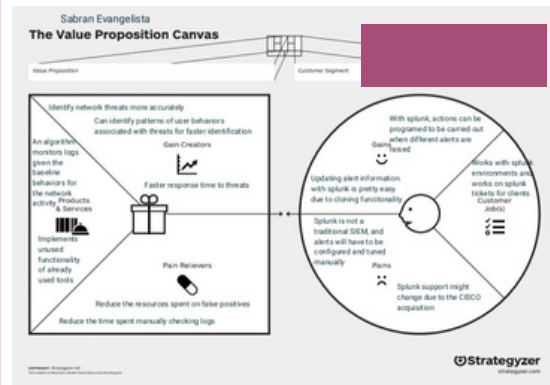 Sabran Evangelista
The Value Proposition Canvas
Value Proposition
Customer Segment
Identify network threats more accurately
Can identify patterns of user behaviors
associated with threats for faster identification
Gain Creators
An algorithm
monitors logs
given the
baseline
behaviors for
the network
activity
Products
& Services
Faster response time to threats
Implements
unused
functionality
of already
used tools
Pain Relievers
Reduce the resources spent on false positives
Reduce the time spent manually checking logs
With splunk, actions can be
programed to be carried out
when different alerts are
raised
Gains
Updating alert information
with splunk is pretty easy
due to cloning funcitonality
Works with splunk
environments and
works on splunk
tickets for clients
Customer
Job(s)
Splunk is not a
traditional SIEM, and
alerts will have to be
configured and tuned
manually
Pains
Splunk support might
change due to the CISCO
acquisition
COPYRIGHT: Strategyzer AG
Strategyzer
strategyzer.com